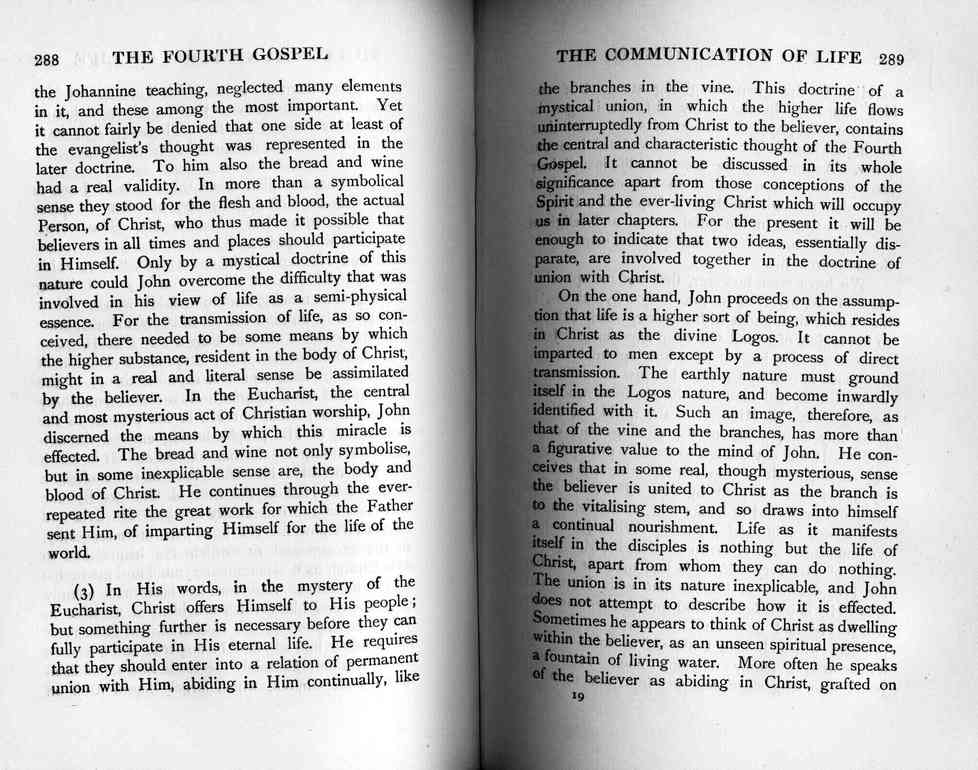 288 THE FOURTH GOSPEL
the Johannine teaching, neglected many elements
in it, and these among the most important. Yet
it cannot fairly be denied that one side at least of
the evangelist's thought was represented in the
later doctrine. To him also the bread and wine
had a real validity. In more than a symbolical
sense they stood for the flesh and blood, the actual
Person, of Christ, who thus made it possible that
believers in all times and places should participate
in Himself. Only by a mystical doctrine of this
nature could John overcome the difficulty that was
involved in his view of life as a semi-physical
essence. For the transmission of life, as so con-
ceived, there needed to be some means by which
the higher substance, resident in the body of Christ,
might in a real and literal sense be assimilated
by the believer. In the Eucharist, the central
and most mysterious act of Christian worship, John
discerned the means by which this miracle is
effected. The bread and wine not only symbolise,
but in some inexplicable sense are, the body and
blood of Christ. He continues through the ever-
repeated rite the great work for which the Father
sent Him, of imparting Himself for the life of the
world.
(3) In His words, in the mystery of the
Eucharist, Christ offers Himself to His people;
but something further is necessary before they can
fully participate in His eternal life. He requires
that they should enter into a relation of permanent
union with Him, abiding in Him continually, like
THE COMMUNICATION OF LIFE 289
the branches in the vine. This doctrine of a
mystical union, in which the higher life flows
uninterruptedly from Christ to the believer, contains
the central and characteristic thought of the Fourth
Gospel. It cannot be discussed in its whole
significance apart from those conceptions of the
Spirit and the ever-living Christ which will occupy
us in later chapters. For the present it will be
enough to indicate that two ideas, essentially dis-
parate, are involved together in the doctrine of
union with Christ.
On the one hand, John proceeds on the assump-
tion that life is a higher sort of being, which resides
in Christ as the divine Logos. It cannot be
imparted to men except by a process of direct
transmission. The earthly nature must ground
itself in the Logos nature, and become inwardly
identified with it. Such an image, therefore, as
that of the vine and the branches, has more than
a figurative value to the mind of John. He con-
ceives that in some real, though mysterious, sense
the believer is united to Christ as the branch is
to the vitalising stem, and so draws into himself
a continual nourishment. Life as it manifests
itself in the disciples is nothing but the life of
Christ, apart from whom they can do nothing.
The union is in its nature inexplicable, and John
does not attempt to describe how it is effected.
Sometimes he appears to think of Christ as dwelling
within the believer, as an unseen spiritual presence,
a fountain of living water. More often he speaks
of the believer as abiding in Christ, grafted on
19